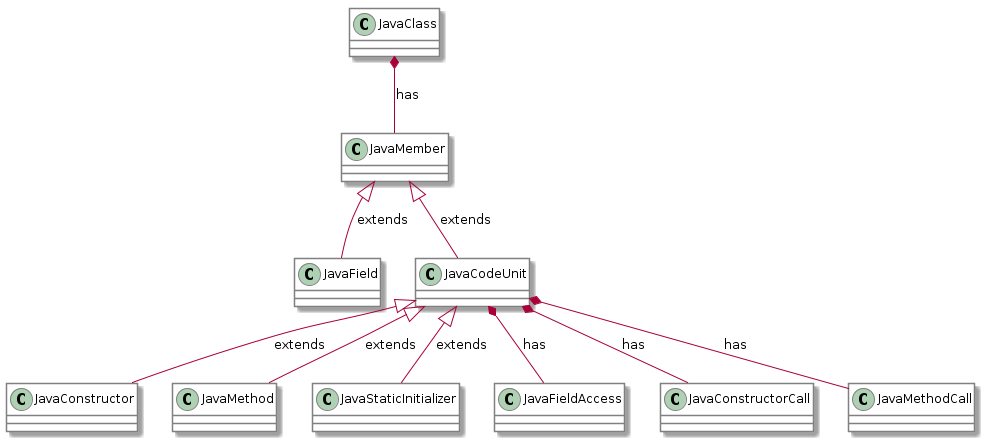 C JavaClass
has
C JavaMember
extends extends
C JavaField C JavaCodeUnit
extends extends extends has has has
C JavaConstructor C JavaMethod C JavaStaticInitializer C JavaFieldAccess C JavaConstructorCall C JavaMethodCall